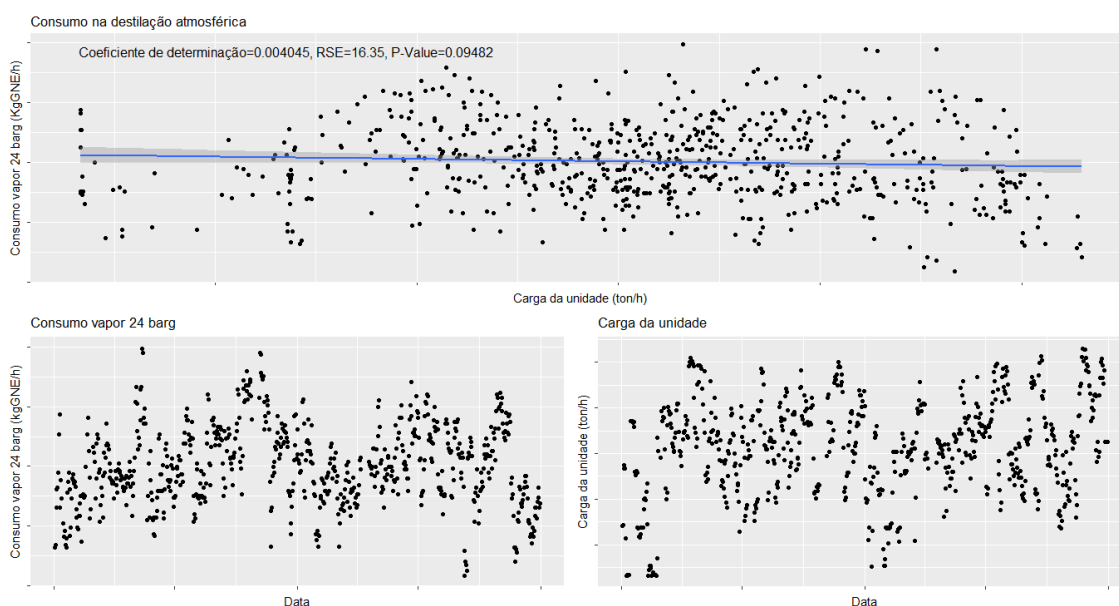 Consumo na destilação atmosférica
Coeficiente de determinação=0.004045, RSE=16.35, P-Value=0.09482
Consumo vapor 24 barg (KgGNE/h)
Carga da unidade (ton/h)
Consumo vapor 24 barg
Consumo vapor 24 barg (kgGNE/h)
Data
Carga da unidade
Carga da unidade (ton/h)
Data